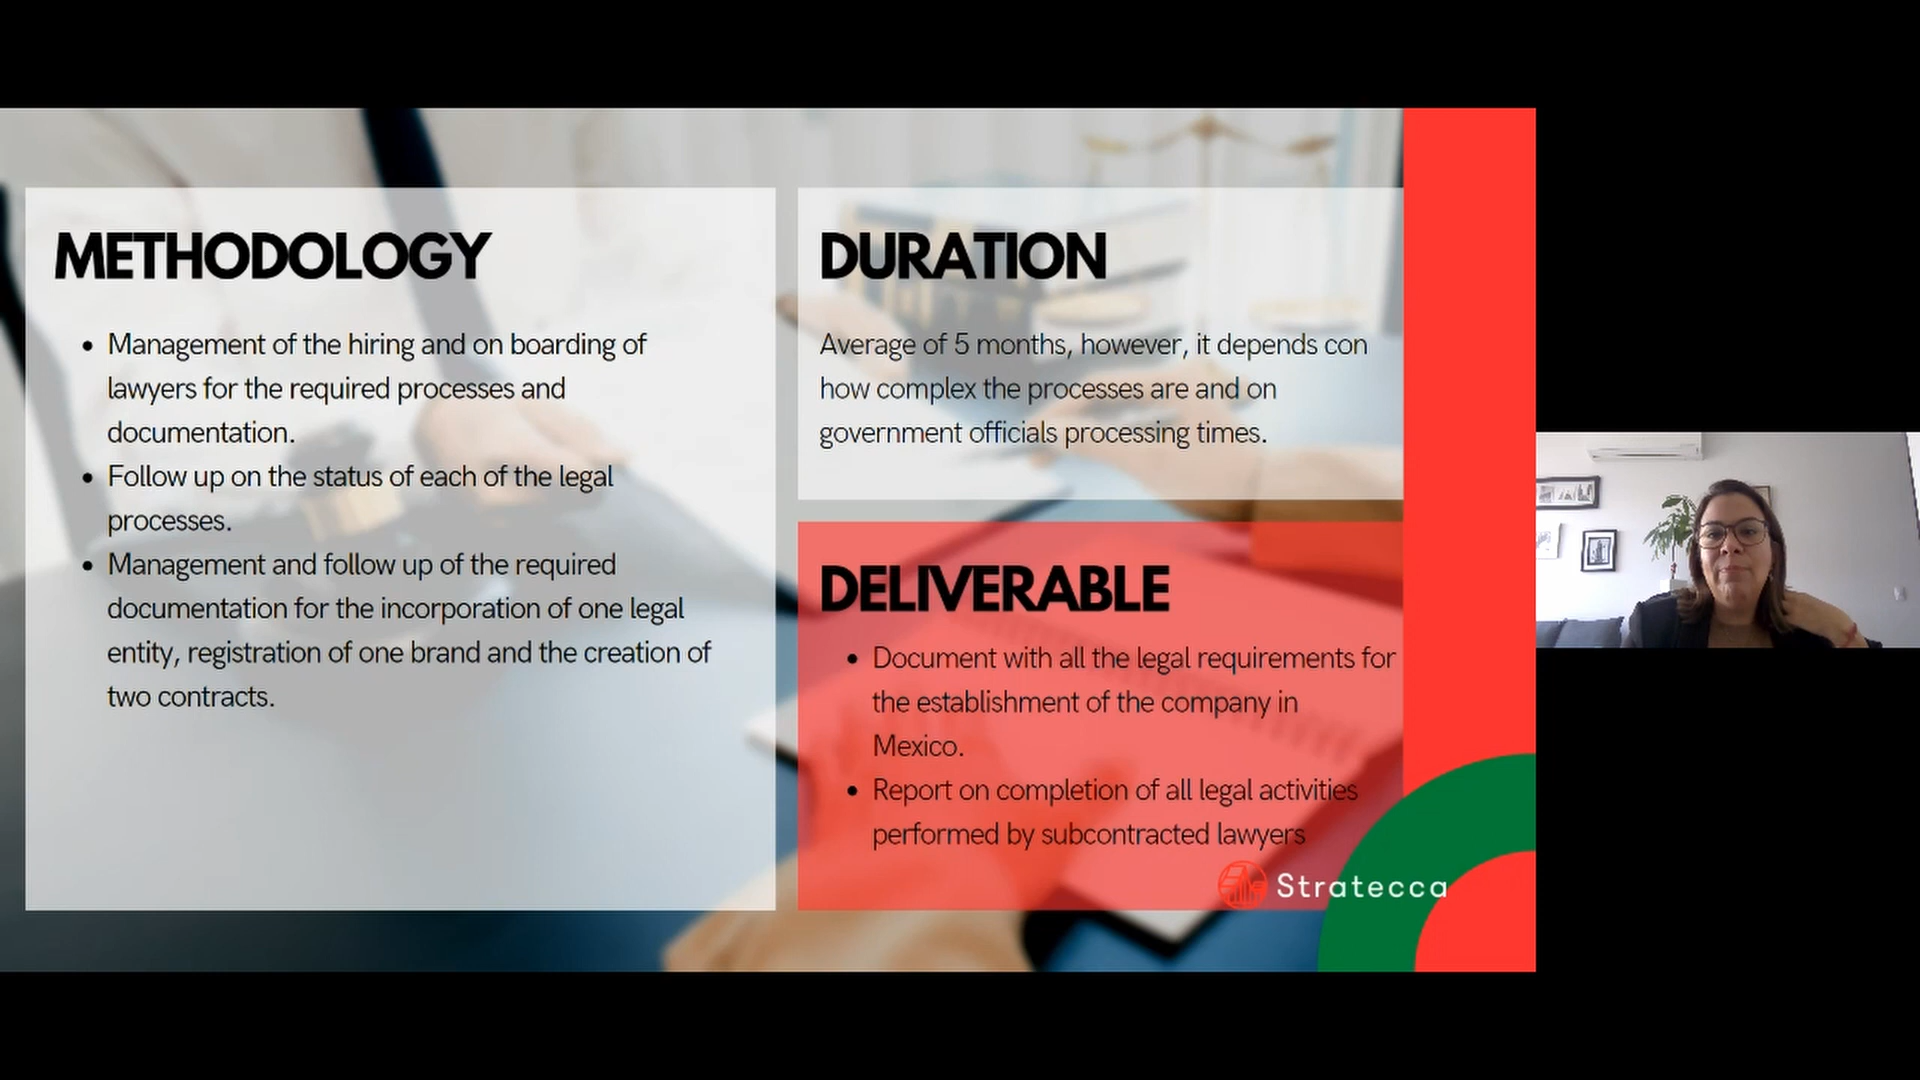 METHODOLOGY
• Management of the hiring and on boarding of
lawyers for the required processes and
documentation.
• Follow up on the status of each of the legal
processes.
• Management and follow up of the required
documentation for the incorporation of one legal
entity, registration of one brand and the creation of
two contracts.
DURATION
Average of 5 months, however, it depends con
how complex the processes are and on
government officials processing times.
DELIVERABLE
• Document with all the legal requirements for
the establishment of the company in
Mexico.
• Report on completion of all legal activities
performed by subcontracted lawyers
Stratecca